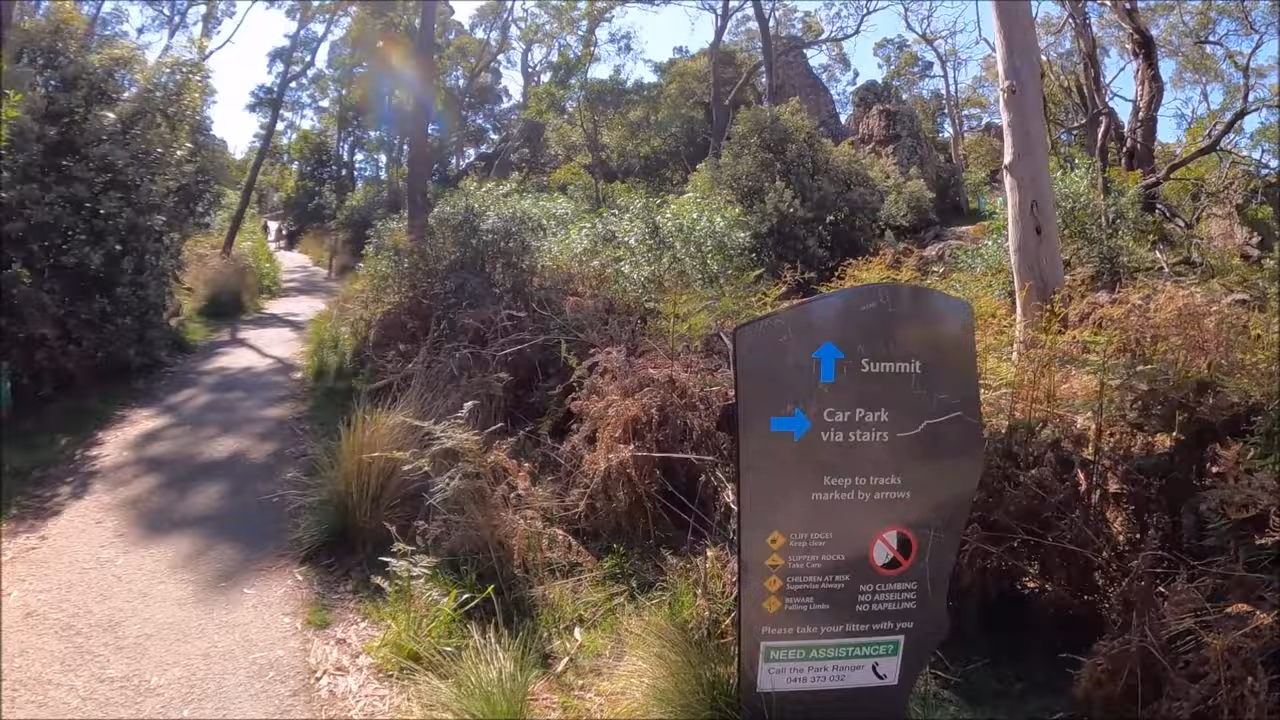 Summit
Car Park
via stairs
Keep to tracks
marked by arrows
CLIFF EDGES
Keep clear
SLIPPERY ROCKS
Take Care
CHILDREN AT RISK
Supervise Always
BEWARE
Falling Limbs
NO CLIMBING
NO ABSEILING
NO RAPELLING
Please take your litter with you
NEED ASSISTANCE?
Call the Park Ranger
0418 373 032